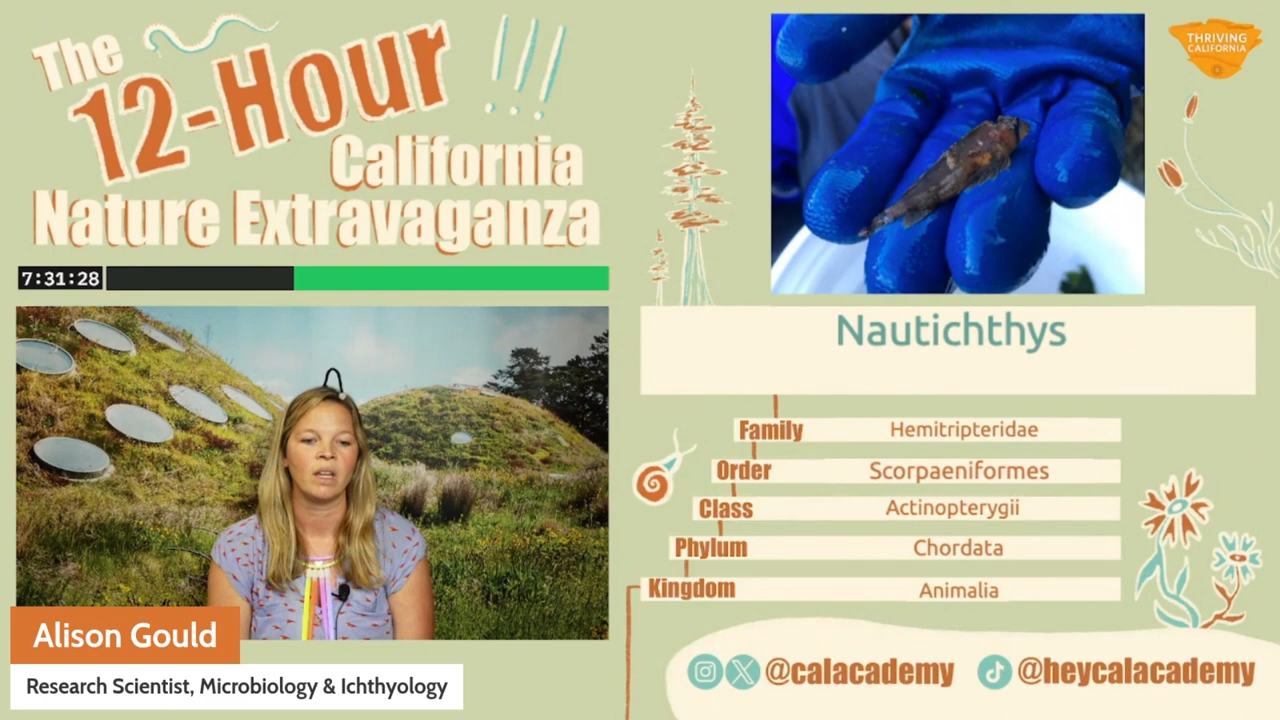 The
12-Hour !!!
California
Nature Extravaganza
7:31:28
THRIVING
CALIFORNIA
Nautichthys
Family Hemitripteridae
Order Scorpaeniformes
Class Actinopterygii
Phylum Chordata
Kingdom Animalia
Alison Gould
Research Scientist, Microbiology & Ichthyology
@calacademy @heycalacademy